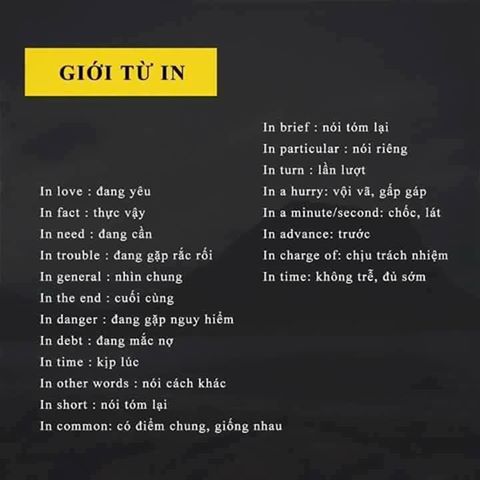 GIỚI TỪ IN
In love : đang yêu
In fact : thực vậy
In need : đang cần
In trouble : đang gặp rắc rối
In general : nhìn chung
In the end : cuối cùng
In danger : đang gặp nguy hiểm
In debt : đang mắc nợ
In time : kịp lúc
In other words : nói cách khác
In short : nói tóm lại
In common: có điểm chung, giống nhau
In brief : nói tóm lại
In particular : nói riêng
In turn : lần lượt
In a hurry: vội vã, gấp gáp
In a minute/second: chốc, lát
In advance: trước
In charge of: chịu trách nhiệm
In time: không trễ, đủ sớm